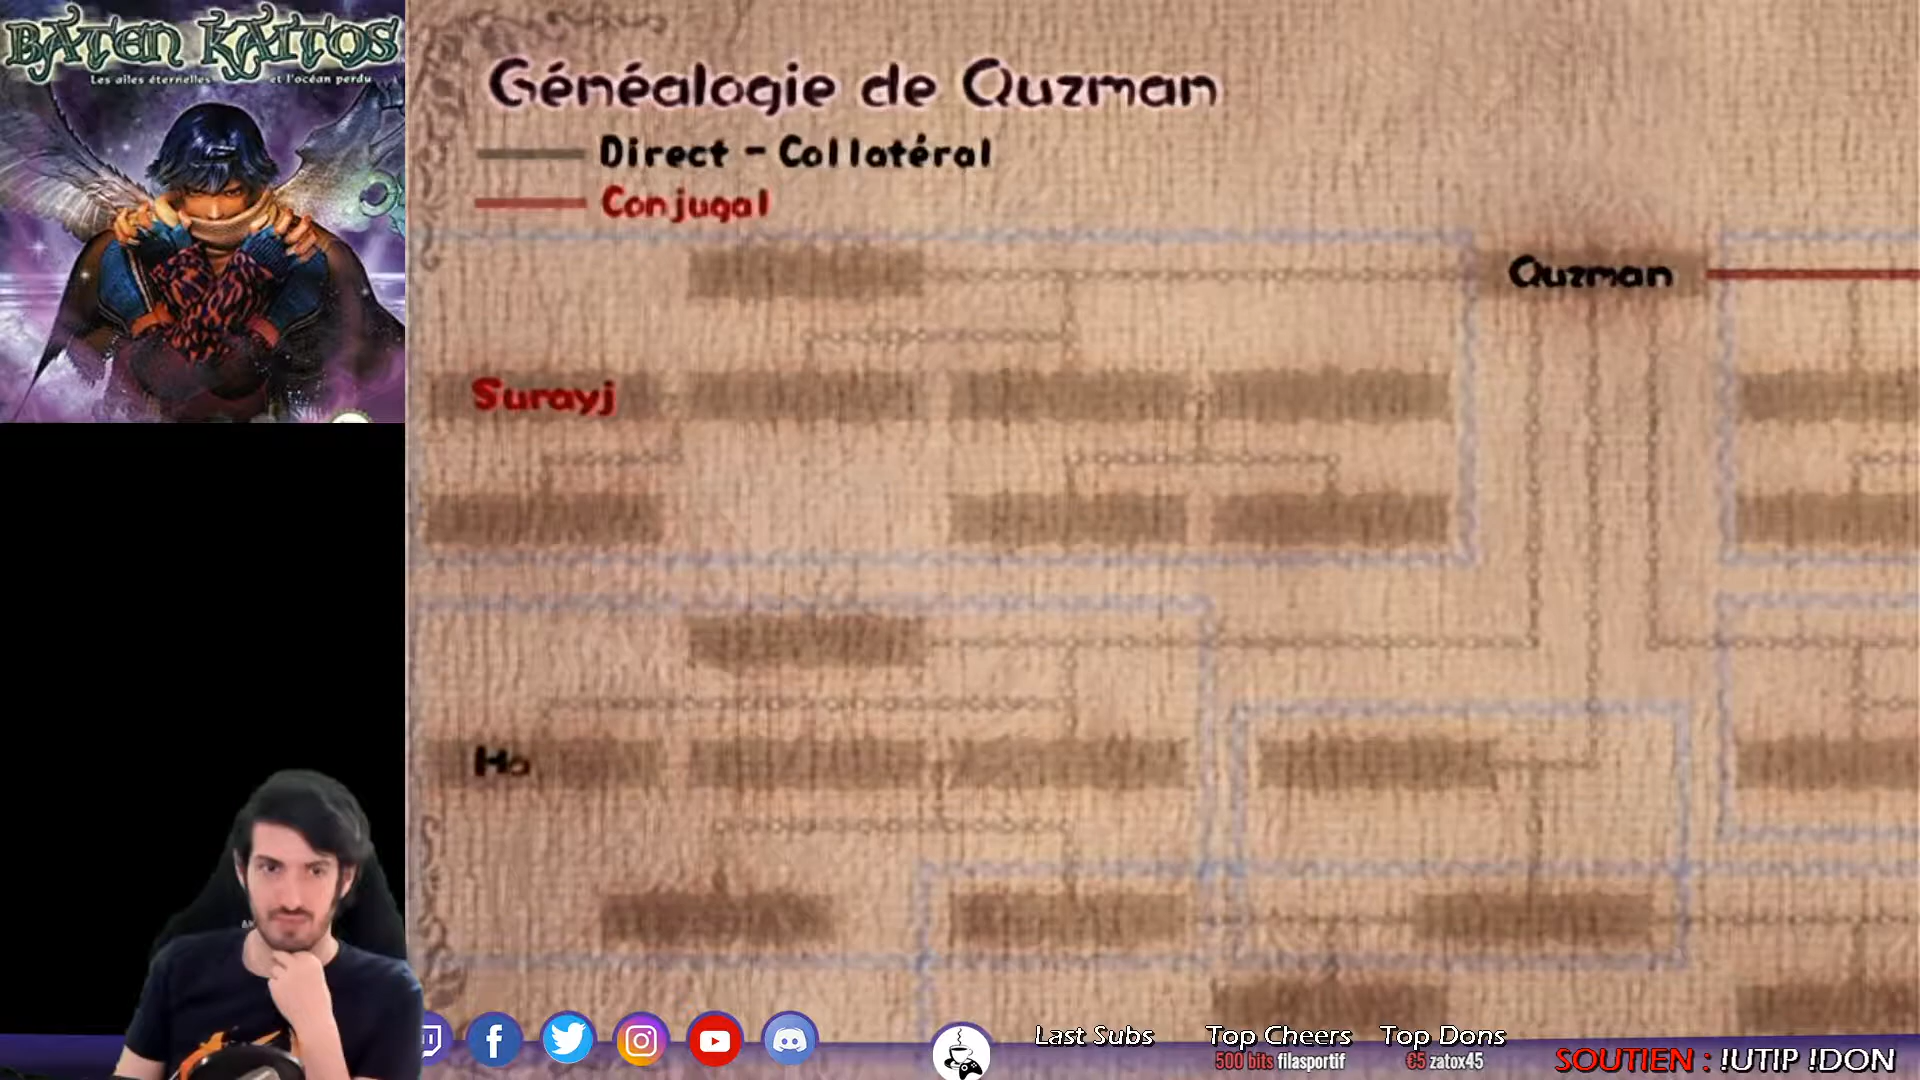 BATEN KAITOS
Les ailes éternelles et l'océan perdu
Généalogie de Quzman
Direct - Collatéral
Conjugal
Quzman
Surayj
Ho
Last Subs
Top Cheers
500 bits filasportif
Top Dons
€5 zatox45
SOUTIEN : !UTIP !DON